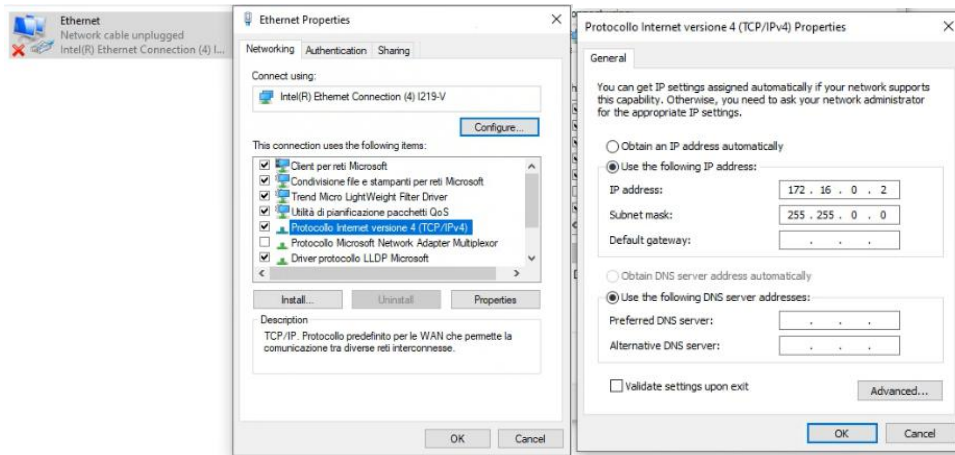 Ethernet
Network cable unplugged
Intel(R) Ethernet Connection (4) I...
Ethernet Properties
Networking Authentication Sharing
Connect using:
Intel(R) Ethernet Connection (4) I219-V
Configure...
This connection uses the following items:
Client per reti Microsoft
Condivisione file e stampanti per reti Microsoft
Trend Micro LightWeight Filter Driver
Utilità di pianificazione pacchetti QoS
Protocollo Internet versione 4 (TCP/IPv4)
Protocollo Microsoft Network Adapter Multiplexor
Driver protocollo LLDP Microsoft
Install... Uninstall Properties
Description
TCP/IP. Protocollo predefinito per le WAN che permette la
comunicazione tra diverse reti interconnesse.
OK Cancel
Protocollo Internet versione 4 (TCP/IPv4) Properties
General
You can get IP settings assigned automatically if your network supports
this capability. Otherwise, you need to ask your network administrator
for the appropriate IP settings.
Obtain an IP address automatically
Use the following IP address:
IP address: 172 . 16 . 0 . 2
Subnet mask: 255 . 255 . 0 . 0
Default gateway: . . .
Obtain DNS server address automatically
Use the following DNS server addresses:
Preferred DNS server: . . .
Alternative DNS server: . . .
Validate settings upon exit
Advanced...
OK Cancel